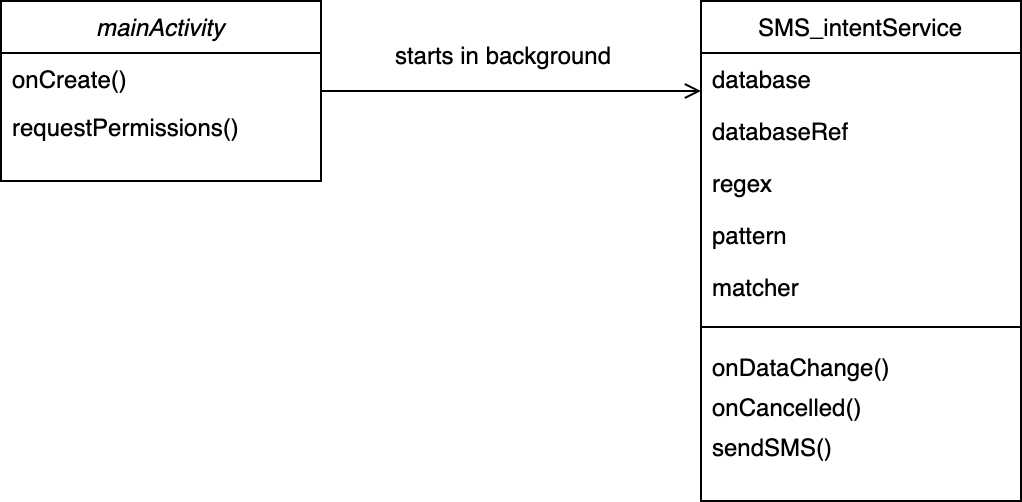 mainActivity
onCreate()
requestPermissions()
starts in background
SMS_intentService
database
databaseRef
regex
pattern
matcher
onDataChange()
onCancelled()
sendSMS()